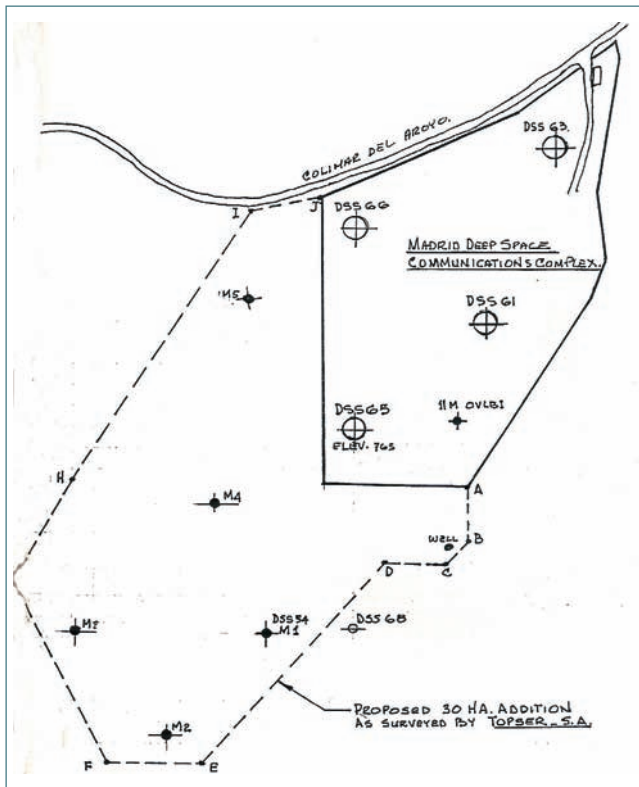 COLIMAR DEL AROYO.
DSS 63.
I
J
DSS 66
MADRID DEEP SPACE
COMMUNICATIONS COMPLEX.
M5
DSS 61
DSS 65
ELEV. 765
11M OVLBI
H
A
M4
WELL
B
D
C
DSS 54
M1
DSS 68
PROPOSED 30 HA. ADDITION
AS SURVEYED BY TOPSER_S.A.
M2
F
E